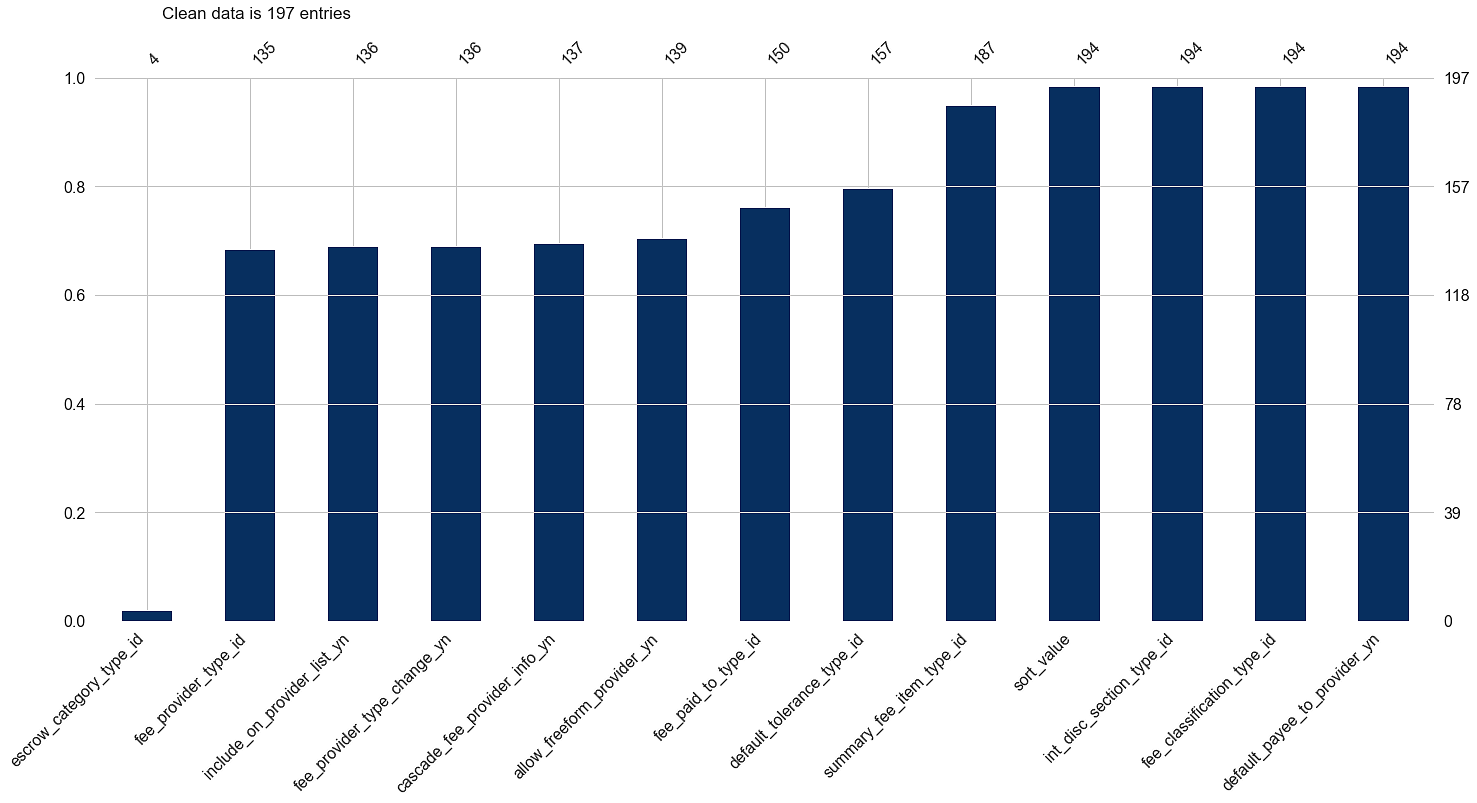 Clean data is 197 entries
4 135 136 136 137 139 150 157 187 194 194 194 194
1.0 197
0.8 157
0.6 118
0.4 78
0.2 39
0.0 0
escrow_category_type_id
fee_provider_type_id
include_on_provider_list_yn
fee_provider_type_change_yn
cascade_fee_provider_info_yn
allow_freeform_provider_yn
fee_paid_to_type_id
default_tolerance_type_id
summary_fee_item_type_id
sort_value
int_disc_section_type_id
fee_classification_type_id
default_payee_to_provider_yn